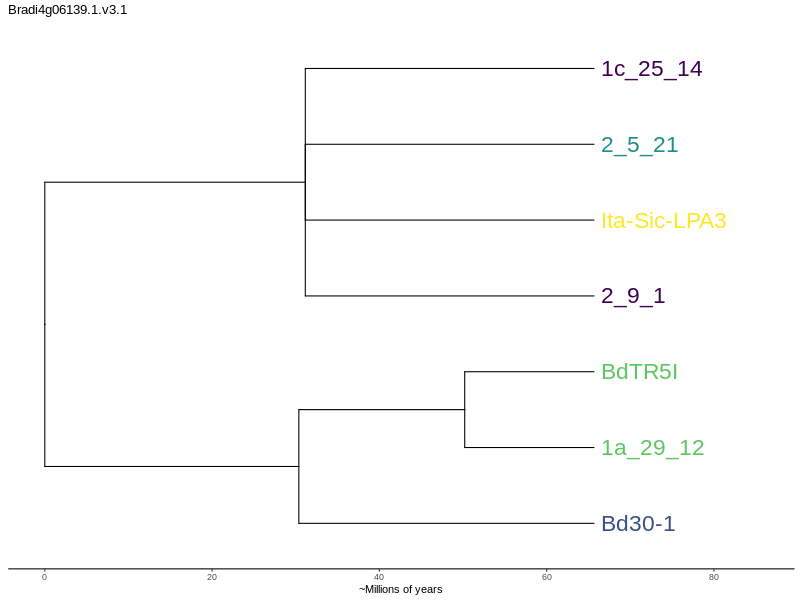 Bradi4g06139.1.v3.1
1c_25_14
2_5_21
Ita-Sic-LPA3
2_9_1
BdTR5I
1a_29_12
Bd30-1
0 20 40 60 80
~Millions of years